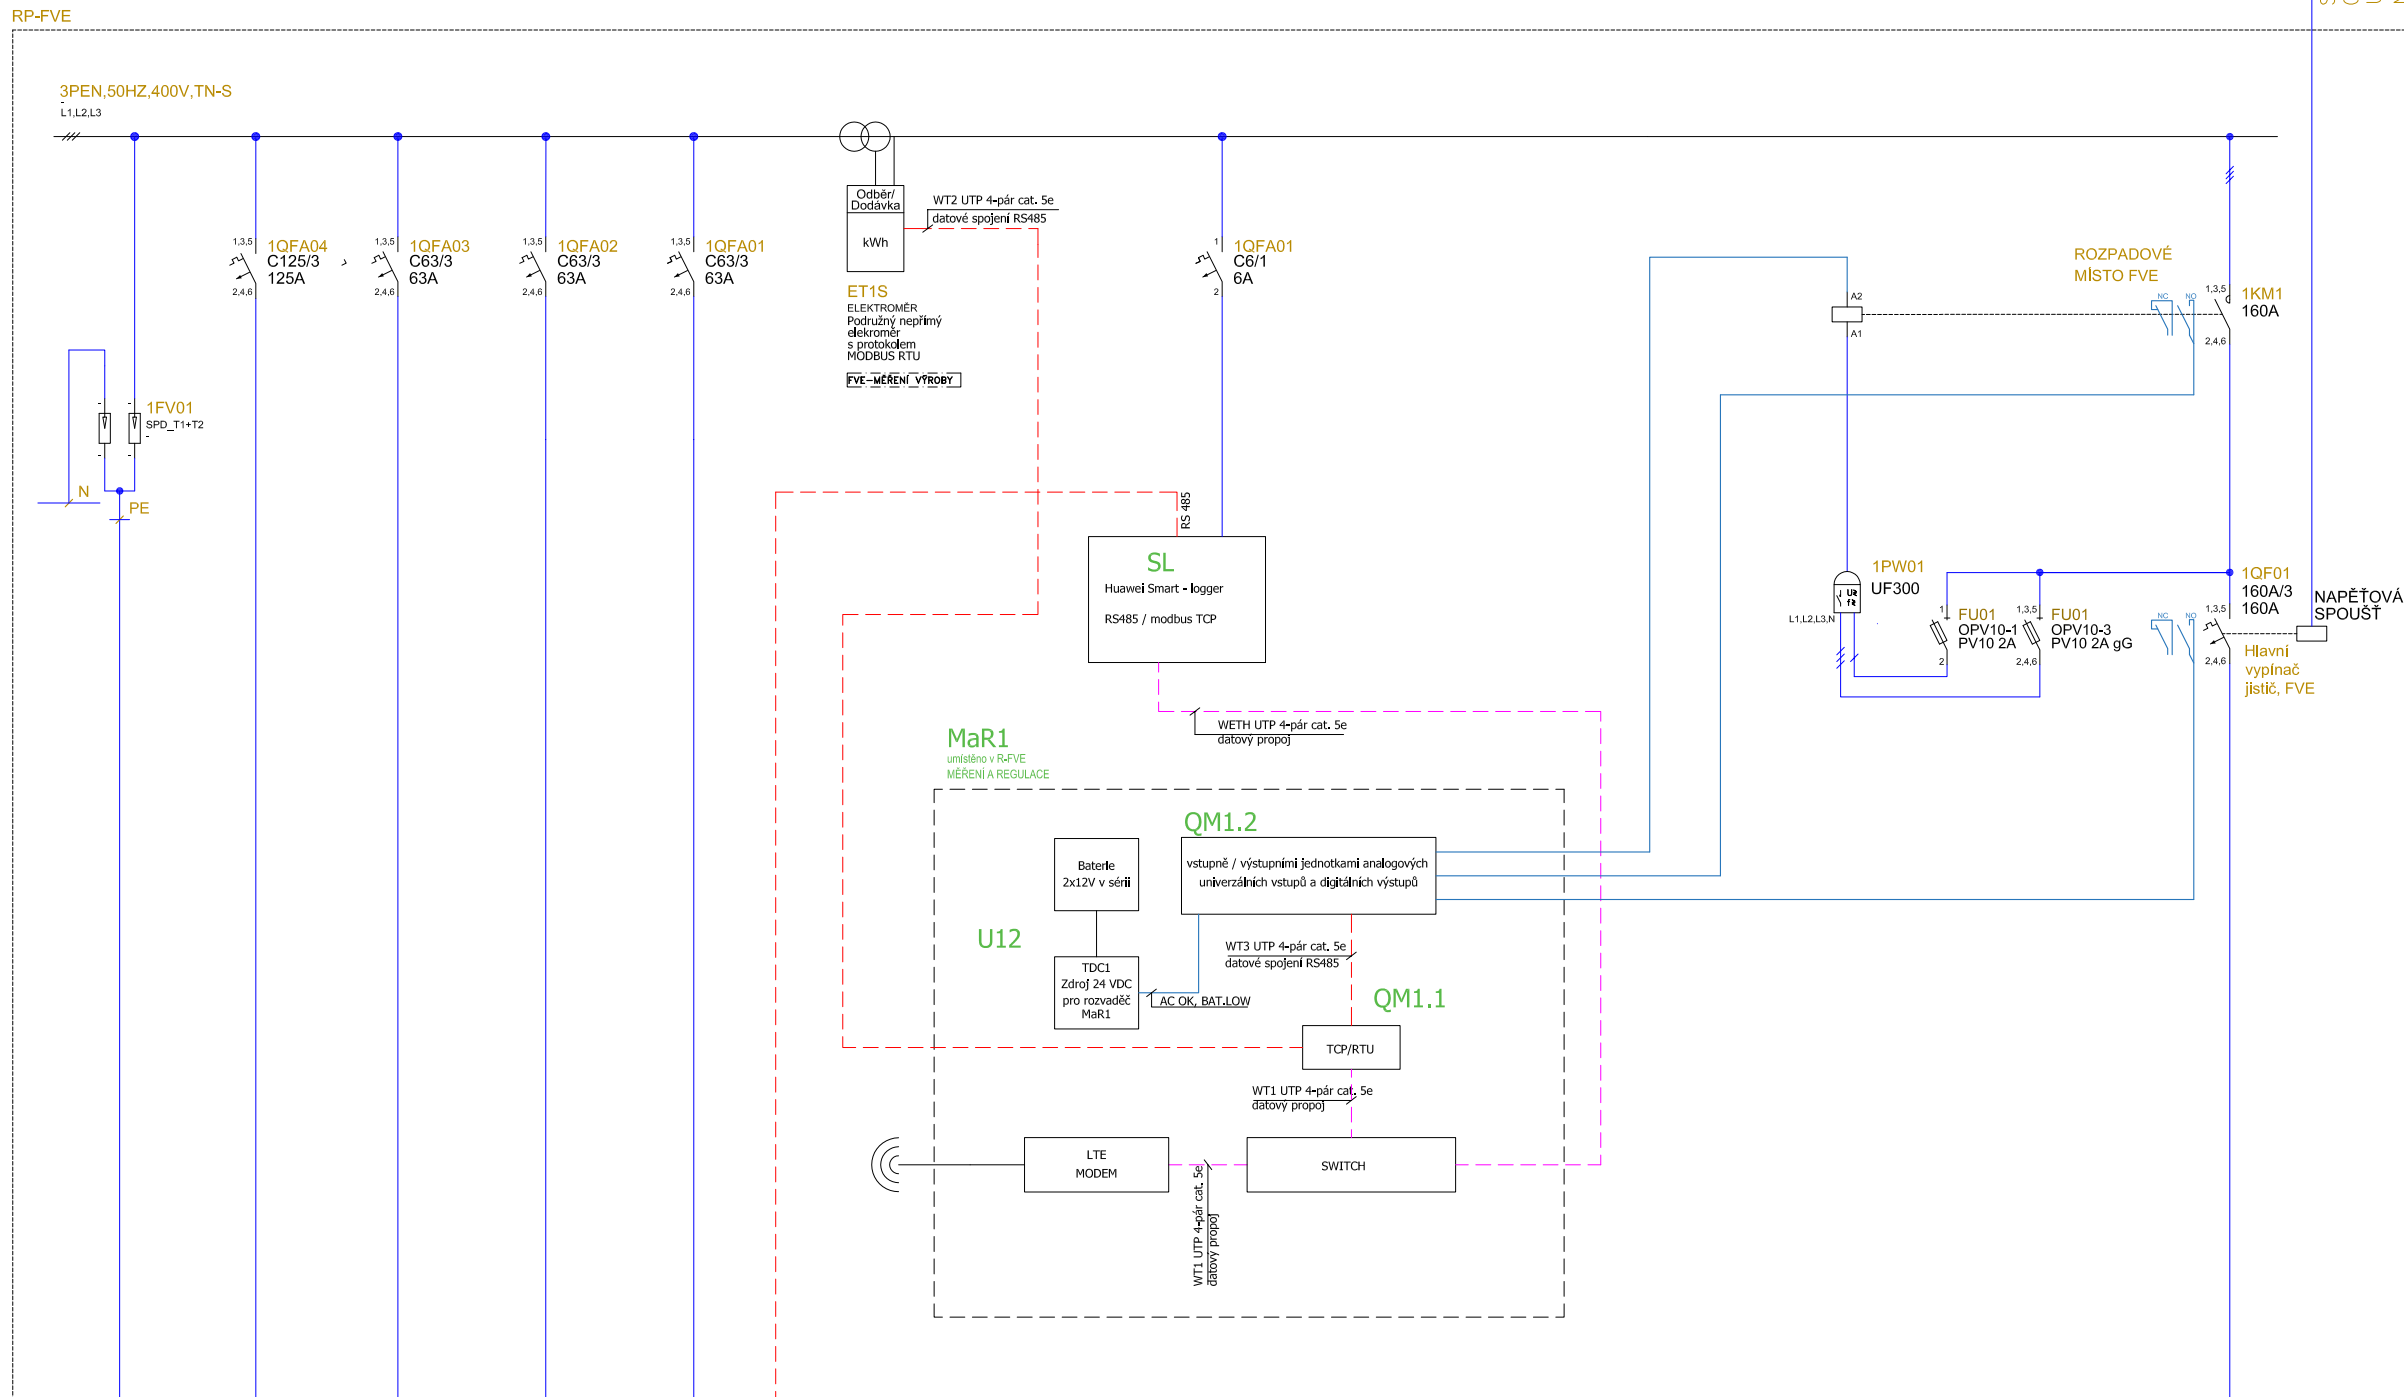 RP-FVE
3PEN,50HZ,400V,TN-S
-
L1,L2,L3
1,3,5
1QFA04
C125/3
125A
2,4,6
1,3,5
1QFA03
C63/3
63A
2,4,6
1,3,5
1QFA02
C63/3
63A
2,4,6
1,3,5
1QFA01
C63/3
63A
2,4,6
Odběr/
Dodávka
kWh
WT2 UTP 4-pár cat. 5e
datové spojení RS485
ET1S
ELEKTROMĚR
Podružný nepřímý
elekroměr
s protokolem
MODBUS RTU
FVE-MĚŘENÍ VÝROBY
1
1QFA01
C6/1
6A
2
A2
A1
ROZPADOVÉ
MÍSTO FVE
NC
NO
1,3,5
1KM1
160A
2,4,6
1FV01
SPD_T1+T2
-
N
PE
RS 485
SL
Huawei Smart - logger
RS485 / modbus TCP
1PW01
UF300
L1,L2,L3,N
1
FU01
OPV10-1
PV10 2A
2
1,3,5
FU01
OPV10-3
PV10 2A gG
2,4,6
NC
NO
1,3,5
1QF01
160A/3
160A
2,4,6
NAPĚŤOVÁ
SPOUŠŤ
Hlavní
vypínač
jistič, FVE
WETH UTP 4-pár cat. 5e
datový propoj
MaR1
umístěno v R-FVE
MĚŘENÍ A REGULACE
QM1.2
vstupně / výstupními jednotkami analogových
univerzálních vstupů a digitálních výstupů
Baterie
2x12V v sérii
U12
TDC1
Zdroj 24 VDC
pro rozvaděč
MaR1
AC OK, BAT.LOW
WT3 UTP 4-pár cat. 5e
datové spojení RS485
QM1.1
TCP/RTU
WT1 UTP 4-pár cat. 5e
datový propoj
LTE
MODEM
WT1 UTP 4-pár cat. 5e
datový propoj
SWITCH